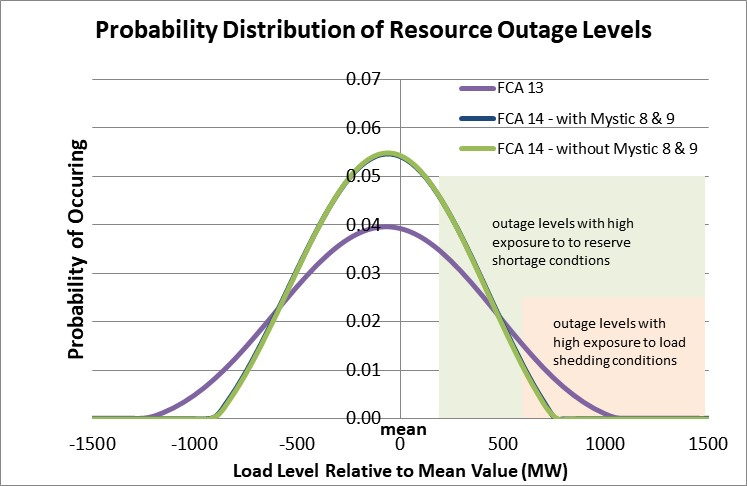 Probability Distribution of Resource Outage Levels
0.07
0.06
0.05
0.04
0.03
0.02
0.01
0.00
Probability of Occuring
FCA 13
FCA 14 - with Mystic 8 & 9
FCA 14 - without Mystic 8 & 9
outage levels with high
exposure to to reserve
shortage condtions
outage levels with
high exposure to load
shedding conditions
mean
-1500 -1000 -500 0 500 1000 1500
Load Level Relative to Mean Value (MW)